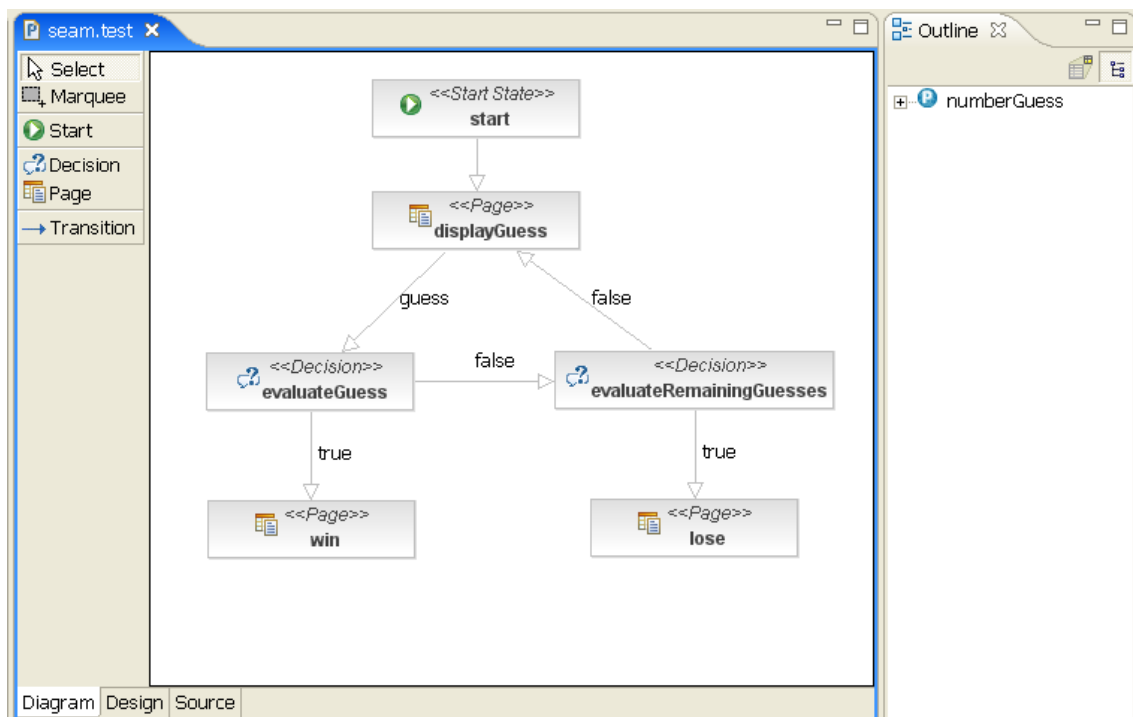 seam.test
Outline
Select
Marquee
Start
Decision
Page
Transition
<<Start State>>
start
<<Page>>
displayGuess
guess
false
<<Decision>>
evaluateGuess
false
<<Decision>>
evaluateRemainingGuesses
true
true
<<Page>>
win
<<Page>>
lose
numberGuess
Diagram Design Source